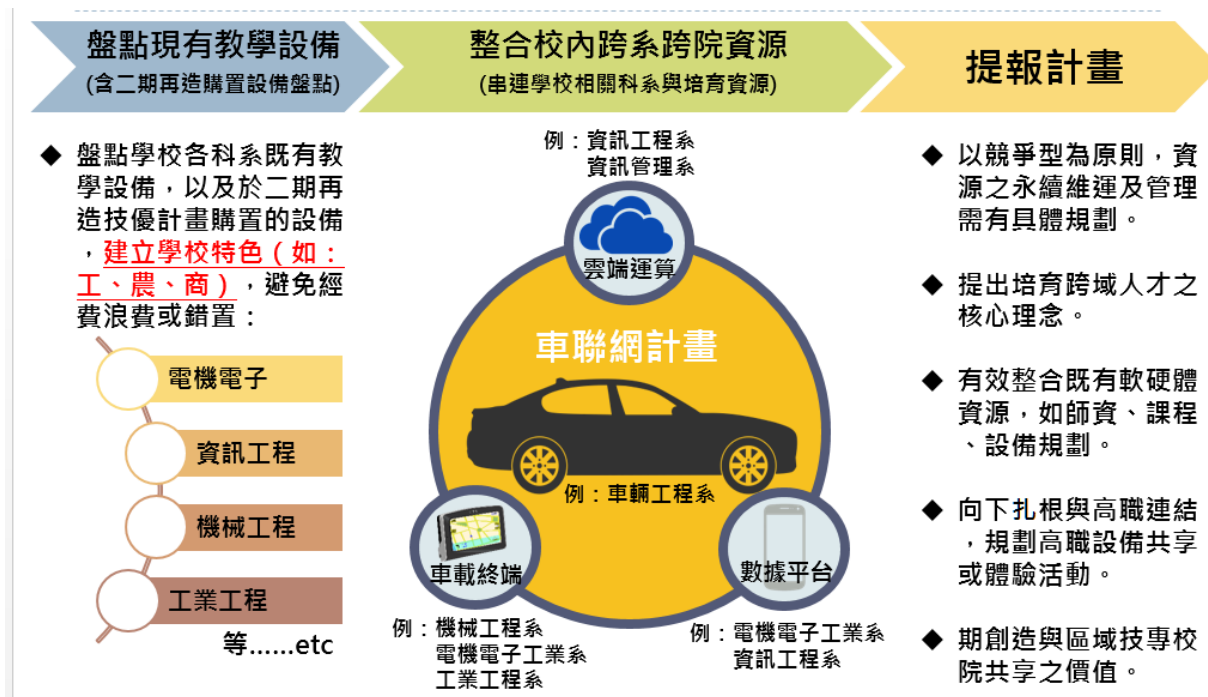 盤點現有教學設備
(含二期再造購置設備盤點)
整合校內跨系跨院資源
(串連學校相關科系與培育資源)
提報計畫
◆ 盤點學校各科系既有教
學設備，以及於二期再
造技優計畫購置的設備
，建立學校特色（如：
工、農、商），避免經
費浪費或錯置：
電機電子
資訊工程
機械工程
工業工程
等……etc
例：資訊工程系
資訊管理系
雲端運算
車聯網計畫
例：車輛工程系
車載終端
數據平台
例：機械工程系
電機電子工業系
工業工程系
例：電機電子工業系
資訊工程系
◆ 以競爭型為原則，資
源之永續維運及管理
需有具體規劃。
◆ 提出培育跨域人才之
核心理念。
◆ 有效整合既有軟硬體
資源，如師資、課程
、設備規劃。
◆ 向下扎根與高職連結
，規劃高職設備共享
或體驗活動。
◆ 期創造與區域技專校
院共享之價值。